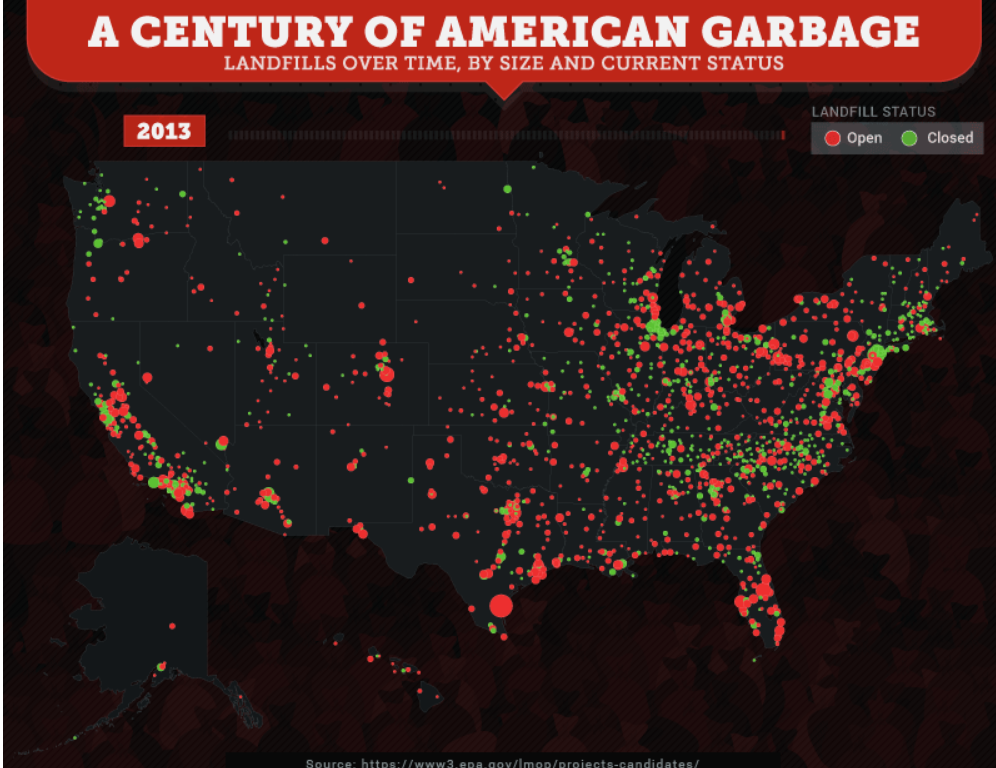 A CENTURY OF AMERICAN GARBAGE
LANDFILLS OVER TIME, BY SIZE AND CURRENT STATUS
LANDFILL STATUS
2013
Open Closed
Source: https://www3.epa.gov/lmop/projects-candidates/